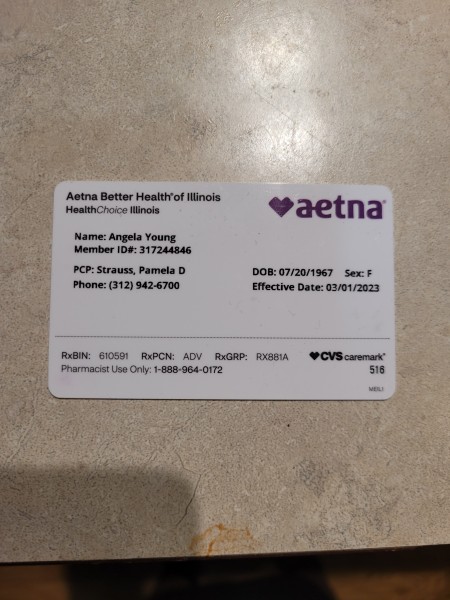 Aetna Better Health® of Illinois
HealthChoice Illinois
aetna®
Name: Angela Young
Member ID#: 317244846
PCP: Strauss, Pamela D
DOB: 07/20/1967 Sex: F
Phone: (312) 942-6700
Effective Date: 03/01/2023
RxBIN: 610591 RxPCN: ADV RxGRP: RX881A
CVS caremark®
Pharmacist Use Only: 1-888-964-0172
516
MEIL1